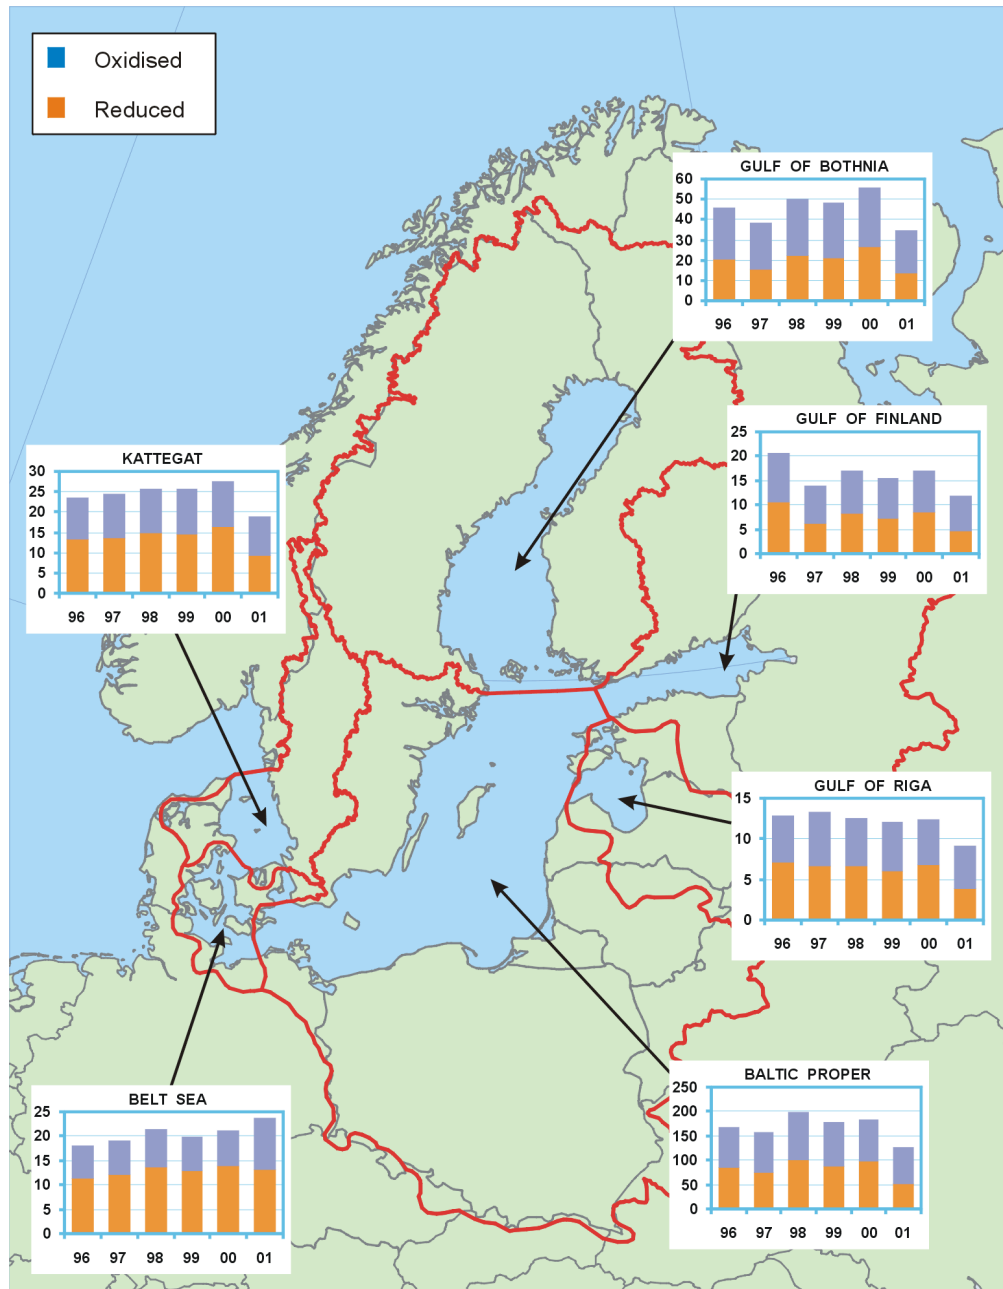 Oxidised
Reduced
GULF OF BOTHNIA
60
50
40
30
20
10
0
96 97 98 99 00 01
GULF OF FINLAND
25
20
15
10
5
0
96 97 98 99 00 01
KATTEGAT
30
25
20
15
10
5
0
96 97 98 99 00 01
GULF OF RIGA
15
10
5
0
96 97 98 99 00 01
BELT SEA
25
20
15
10
5
0
96 97 98 99 00 01
BALTIC PROPER
250
200
150
100
50
0
96 97 98 99 00 01